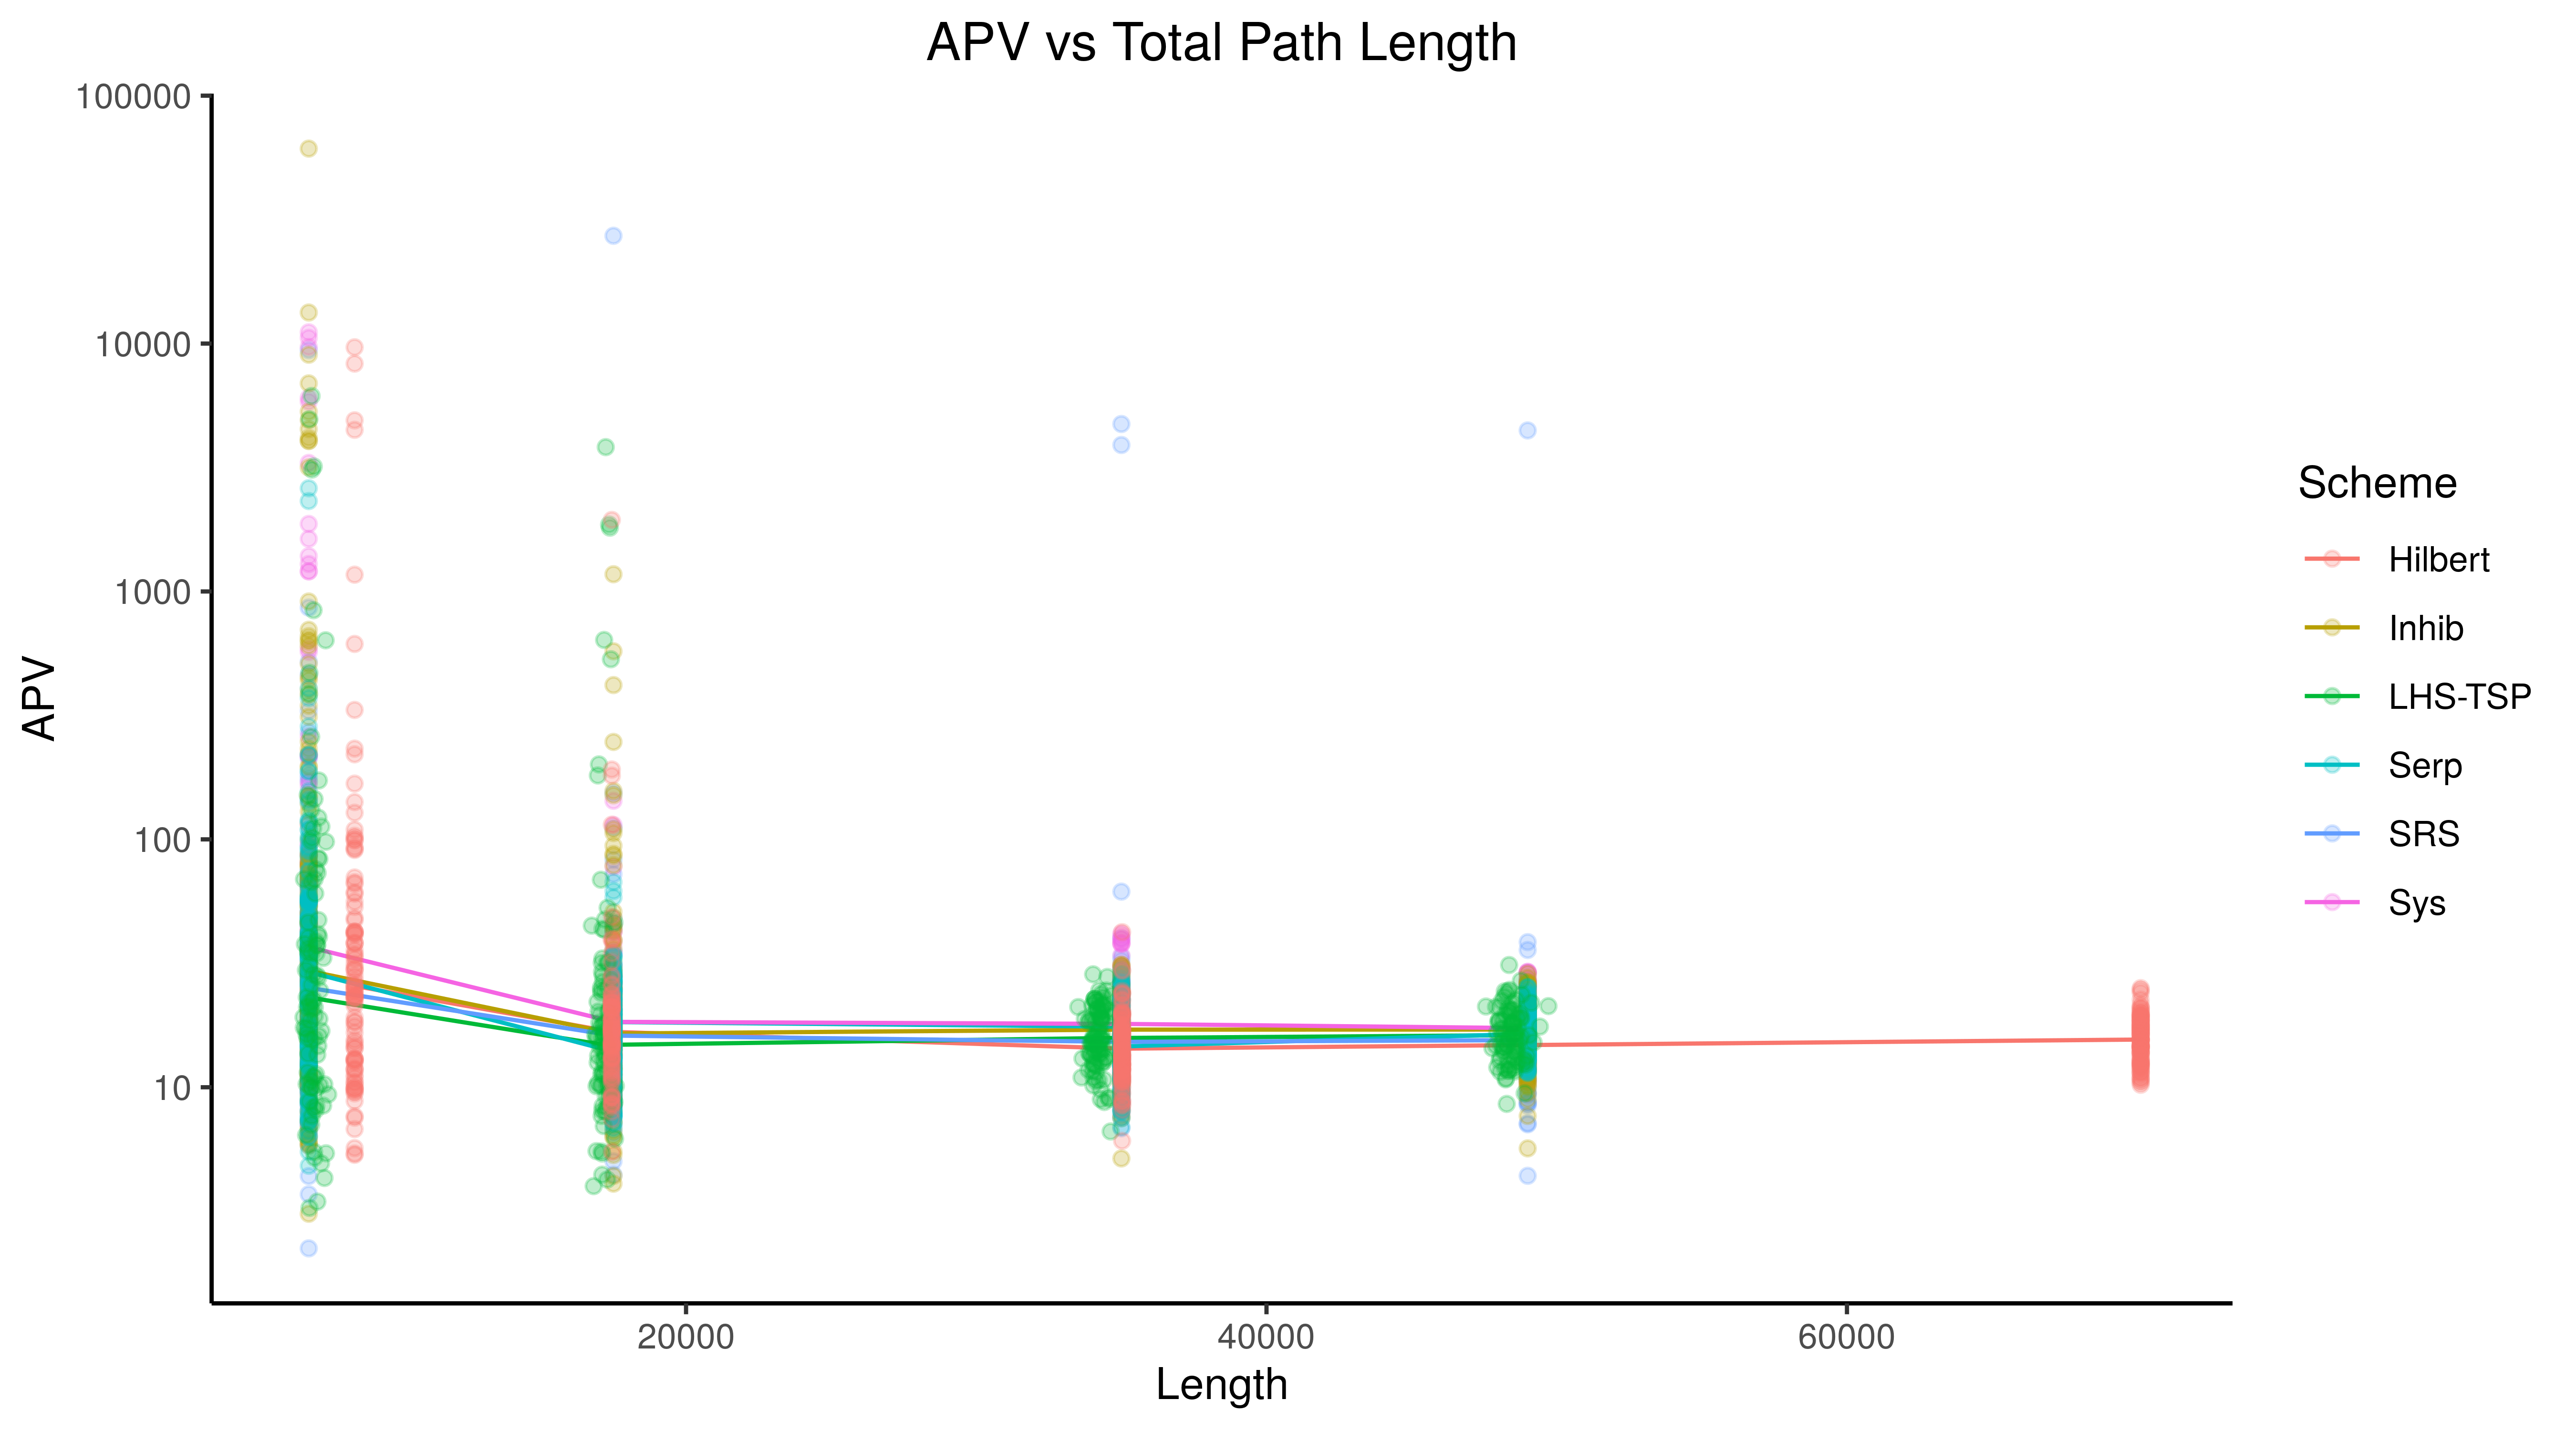 APV vs Total Path Length
100000
10000
1000
100
10
APV
20000
40000
60000
Length
Scheme
Hilbert
Inhib
LHS-TSP
Serp
SRS
Sys